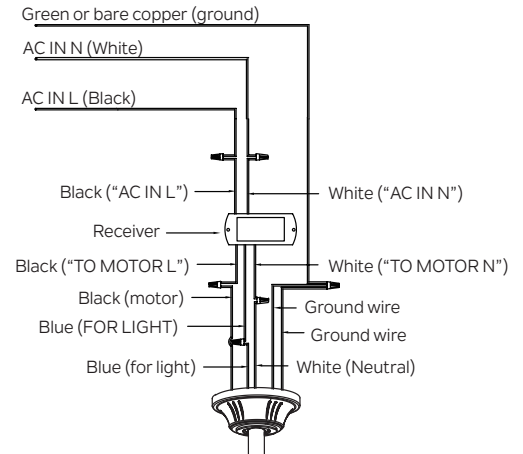 Green or bare copper (ground)
AC IN N (White)
AC IN L (Black)
Black (“AC IN L”)
White (“AC IN N”)
Receiver
Black (“TO MOTOR L”)
White (“TO MOTOR N”)
Black (motor)
Ground wire
Blue (FOR LIGHT)
Ground wire
Blue (for light)
White (Neutral)